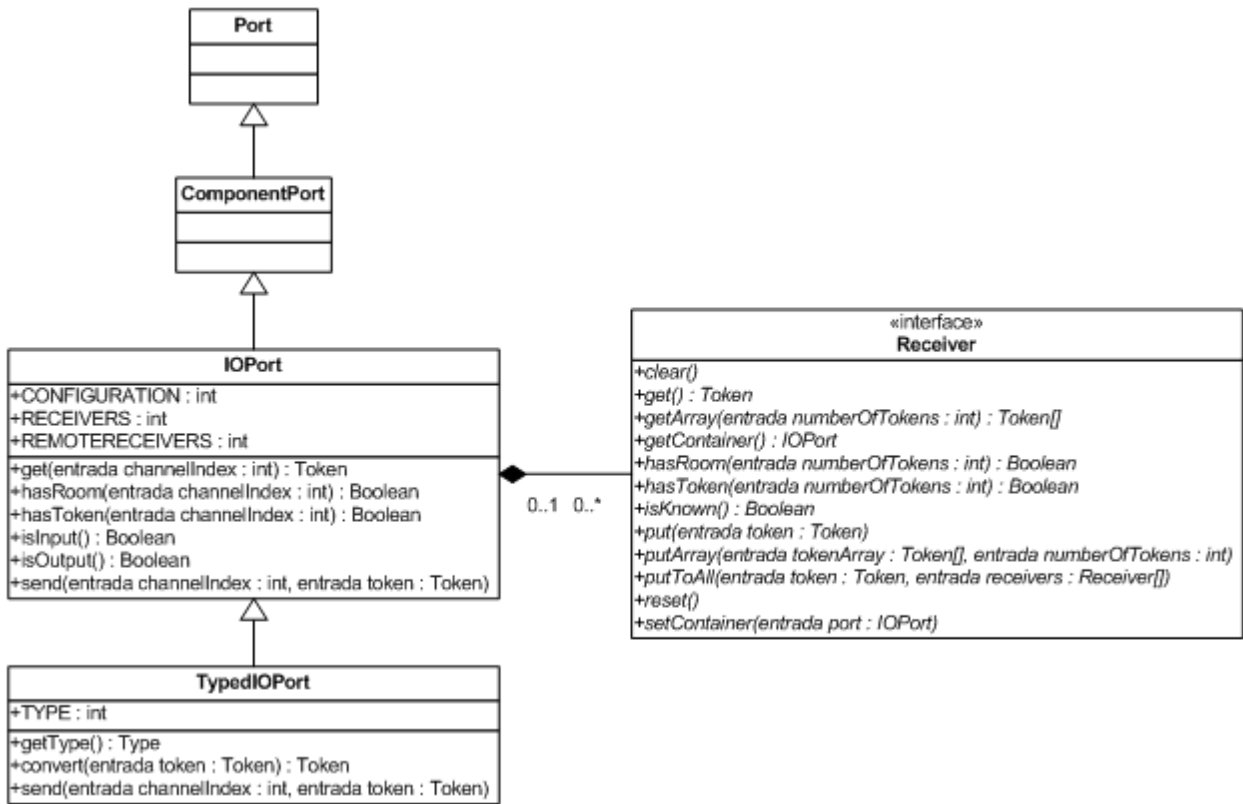 Port
ComponentPort
IOPort
+CONFIGURATION : int
+RECEIVERS : int
+REMOTERECEIVERS : int
+get(entrada channelIndex : int) : Token
+hasRoom(entrada channelIndex : int) : Boolean
+hasToken(entrada channelIndex : int) : Boolean
+isInput() : Boolean
+isOutput() : Boolean
+send(entrada channelIndex : int, entrada token : Token)
0..1 0..*
«interface»
Receiver
+clear()
+get() : Token
+getArray(entrada numberOfTokens : int) : Token[]
+getContainer() : IOPort
+hasRoom(entrada numberOfTokens : int) : Boolean
+hasToken(entrada numberOfTokens : int) : Boolean
+isKnown() : Boolean
+put(entrada token : Token)
+putArray(entrada tokenArray : Token[], entrada numberOfTokens : int)
+putToAll(entrada token : Token, entrada receivers : Receiver[])
+reset()
+setContainer(entrada port : IOPort)
TypedIOPort
+TYPE : int
+getType() : Type
+convert(entrada token : Token) : Token
+send(entrada channelIndex : int, entrada token : Token)